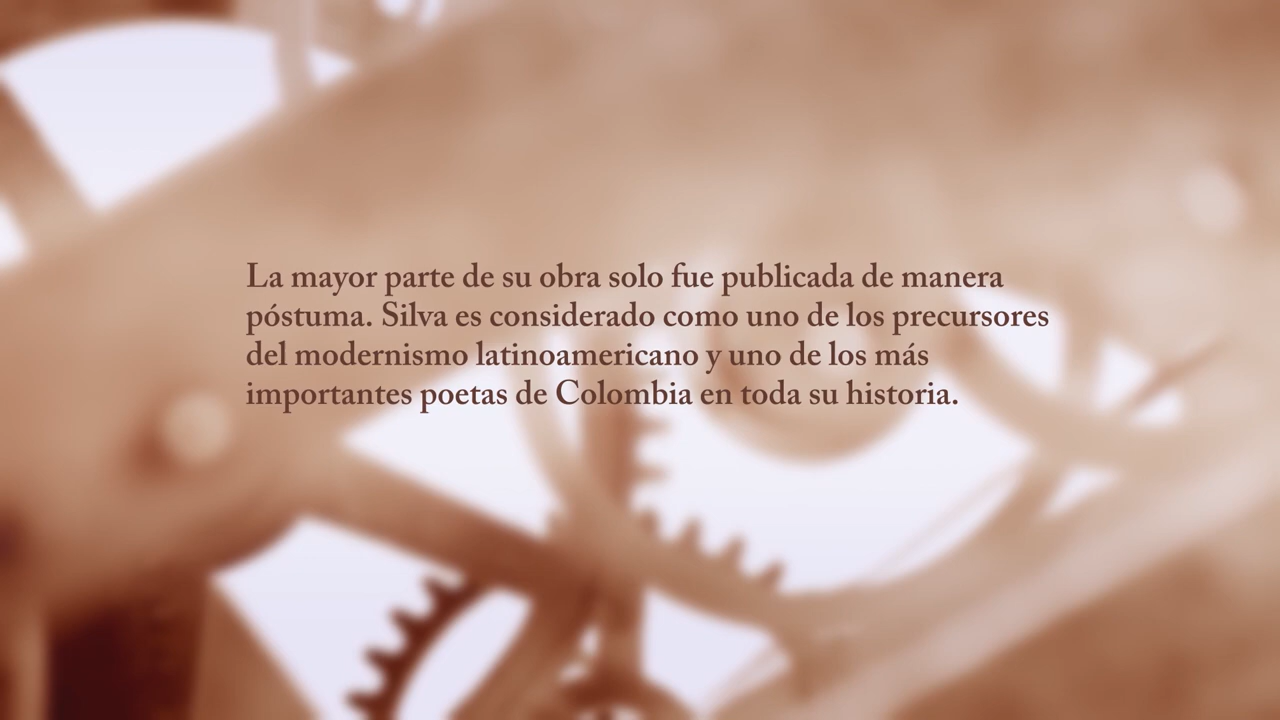 La mayor parte de su obra solo fue publicada de manera
póstuma. Silva es considerado como uno de los precursores
del modernismo latinoamericano y uno de los más
importantes poetas de Colombia en toda su historia.